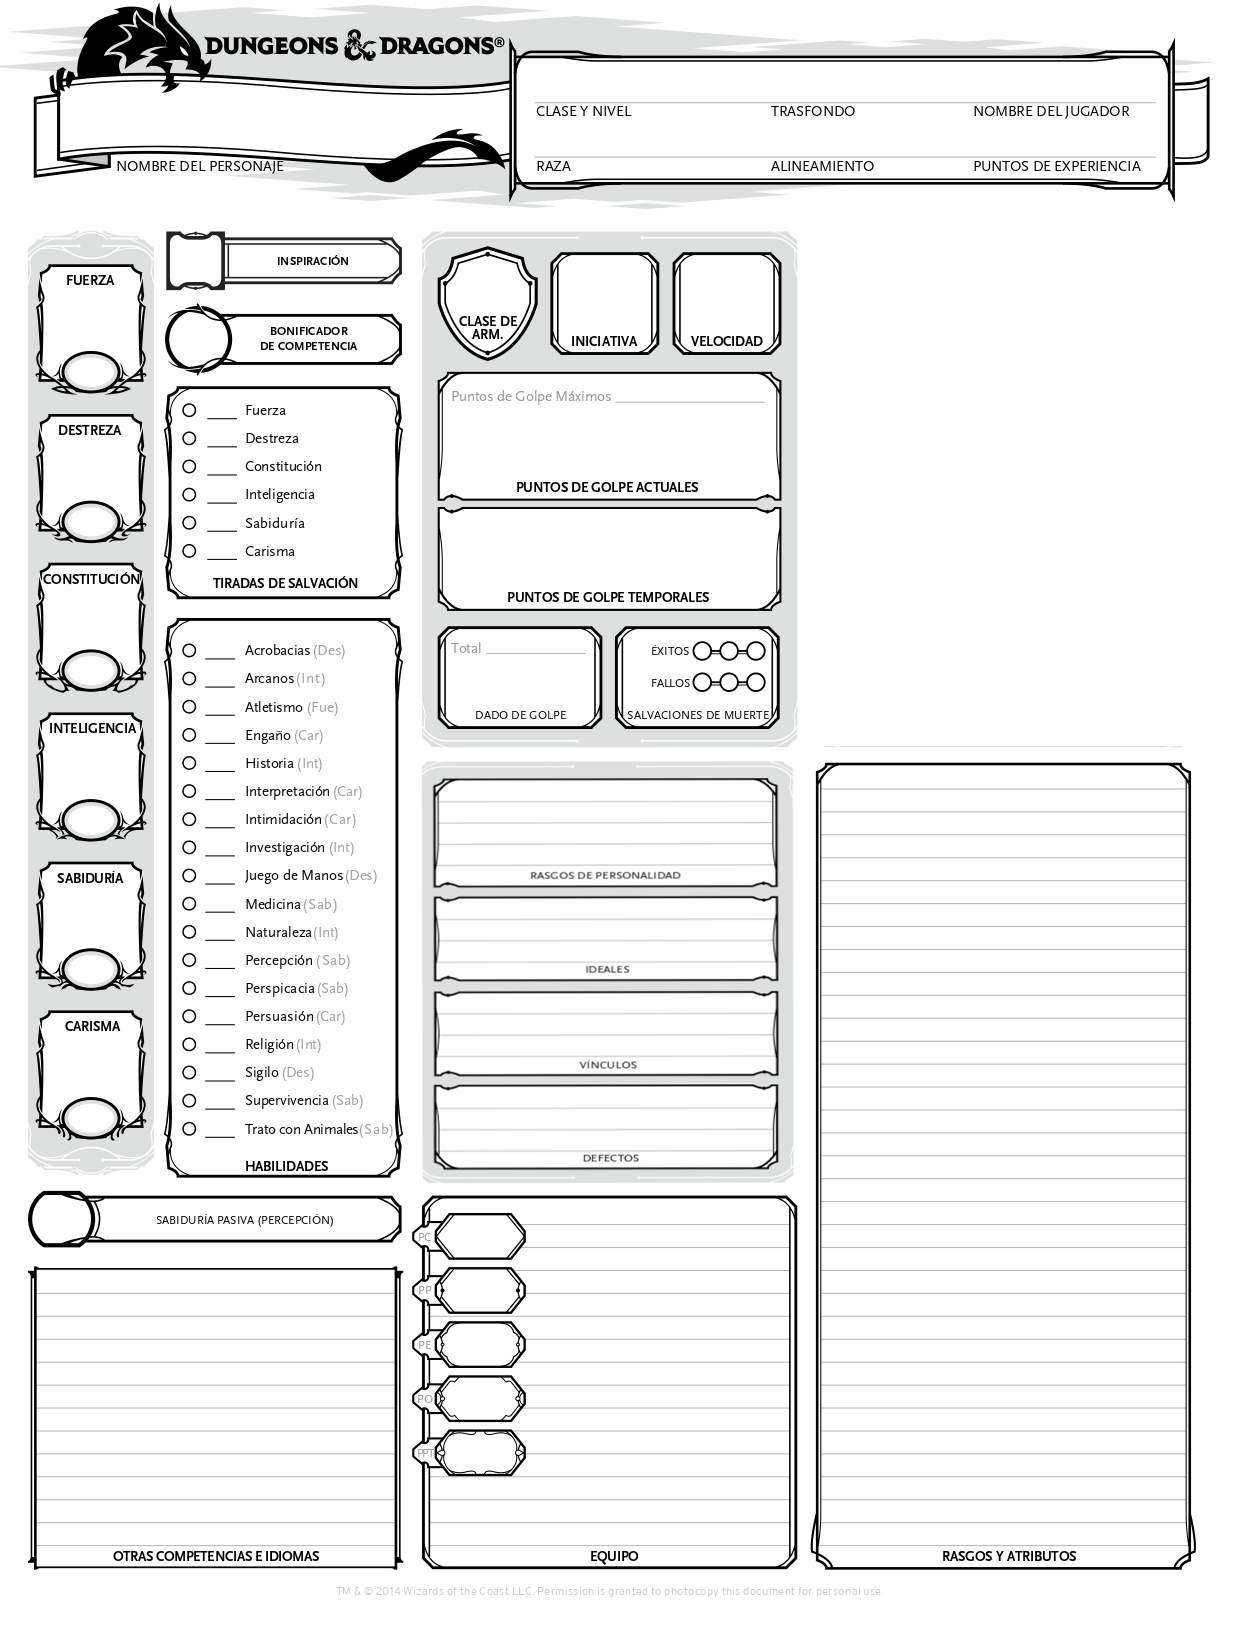 DUNGEONS & DRAGONS®
CLASE Y NIVEL TRASFONDO NOMBRE DEL JUGADOR
NOMBRE DEL PERSONAJE
RAZA ALINEAMIENTO PUNTOS DE EXPERIENCIA
FUERZA
DESTREZA
CONSTITUCIÓN
INTELIGENCIA
SABIDURÍA
CARISMA
INSPIRACIÓN
BONIFICADOR
DE COMPETENCIA
Fuerza
Destreza
Constitución
Inteligencia
Sabiduría
Carisma
TIRADAS DE SALVACIÓN
Acrobacias (Des)
Arcanos (Int)
Atletismo (Fue)
Engaño (Car)
Historia (Int)
Interpretación (Car)
Intimidación (Car)
Investigación (Int)
Juego de Manos (Des)
Medicina (Sab)
Naturaleza (Int)
Percepción (Sab)
Perspicacia (Sab)
Persuasión (Car)
Religión (Int)
Sigilo (Des)
Supervivencia (Sab)
Trato con Animales (Sab)
HABILIDADES
SABIDURÍA PASIVA (PERCEPCIÓN)
OTRAS COMPETENCIAS E IDIOMAS
CLASE DE
ARM.
INICIATIVA
VELOCIDAD
Puntos de Golpe Máximos
PUNTOS DE GOLPE ACTUALES
PUNTOS DE GOLPE TEMPORALES
Total
DADO DE GOLPE
ÉXITOS
FALLOS
SALVACIONES DE MUERTE
RASGOS DE PERSONALIDAD
IDEALES
VÍNCULOS
DEFECTOS
PC
PP
PE
PO
PPT
EQUIPO
RASGOS Y ATRIBUTOS
TM & © 2014 Wizards of the Coast LLC. Permission is granted to photocopy this document for personal use.